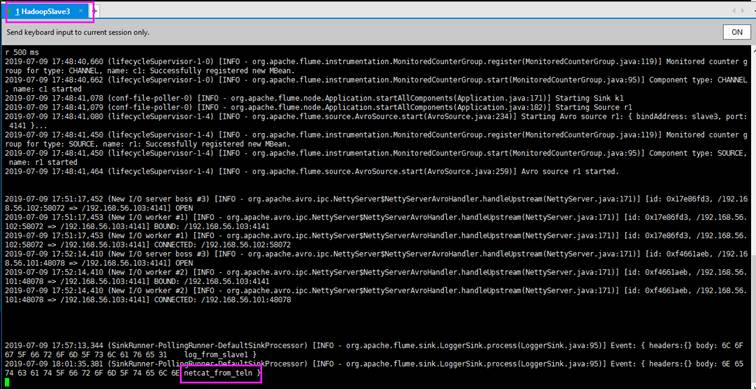 1 HadoopSlave3 × +
Send keyboard input to current session only. ON
r 500 ms
2019-07-09 17:48:40,660 (lifecycleSupervisor-1-0) [INFO - org.apache.flume.instrumentation.MonitoredCounterGroup.register(MonitoredCounterGroup.java:119)] Monitored counter g
roup for type: CHANNEL, name: c1: Successfully registered new MBean.
2019-07-09 17:48:40,662 (lifecycleSupervisor-1-0) [INFO - org.apache.flume.instrumentation.MonitoredCounterGroup.start(MonitoredCounterGroup.java:95)] Component type: CHANNEL
, name: c1 started
2019-07-09 17:48:41,078 (conf-file-poller-0) [INFO - org.apache.flume.node.Application.startAllComponents(Application.java:171)] Starting Sink k1
2019-07-09 17:48:41,079 (conf-file-poller-0) [INFO - org.apache.flume.node.Application.startAllComponents(Application.java:182)] Starting Source r1
2019-07-09 17:48:41,080 (lifecycleSupervisor-1-4) [INFO - org.apache.flume.source.AvroSource.start(AvroSource.java:234)] Starting Avro source r1: { bindAddress: slave3, port:
4141 }...
2019-07-09 17:48:41,450 (lifecycleSupervisor-1-4) [INFO - org.apache.flume.instrumentation.MonitoredCounterGroup.register(MonitoredCounterGroup.java:119)] Monitored counter g
roup for type: SOURCE, name: r1: Successfully registered new MBean.
2019-07-09 17:48:41,450 (lifecycleSupervisor-1-4) [INFO - org.apache.flume.instrumentation.MonitoredCounterGroup.start(MonitoredCounterGroup.java:95)] Component type: SOURCE,
name: r1 started
2019-07-09 17:48:41,464 (lifecycleSupervisor-1-4) [INFO - org.apache.flume.source.AvroSource.start(AvroSource.java:259)] Avro source r1 started.
2019-07-09 17:51:17,452 (New I/O server boss #3) [INFO - org.apache.avro.ipc.NettyServer$NettyServerAvroHandler.handleUpstream(NettyServer.java:171)] [id: 0x17e86fd3, /192.16
8.56.102:58072 => /192.168.56.103:4141] OPEN
2019-07-09 17:51:17,453 (New I/O worker #1) [INFO - org.apache.avro.ipc.NettyServer$NettyServerAvroHandler.handleUpstream(NettyServer.java:171)] [id: 0x17e86fd3, /192.168.56.
102:58072 => /192.168.56.103:4141] BOUND: /192.168.56.103:4141
2019-07-09 17:51:17,453 (New I/O worker #1) [INFO - org.apache.avro.ipc.NettyServer$NettyServerAvroHandler.handleUpstream(NettyServer.java:171)] [id: 0x17e86fd3, /192.168.56.
102:58072 => /192.168.56.103:4141] CONNECTED: /192.168.56.102:58072
2019-07-09 17:52:14,410 (New I/O server boss #3) [INFO - org.apache.avro.ipc.NettyServer$NettyServerAvroHandler.handleUpstream(NettyServer.java:171)] [id: 0xf4661aeb, /192.16
8.56.101:48078 => /192.168.56.103:4141] OPEN
2019-07-09 17:52:14,410 (New I/O worker #2) [INFO - org.apache.avro.ipc.NettyServer$NettyServerAvroHandler.handleUpstream(NettyServer.java:171)] [id: 0xf4661aeb, /192.168.56.
101:48078 => /192.168.56.103:4141] BOUND: /192.168.56.103:4141
2019-07-09 17:52:14,410 (New I/O worker #2) [INFO - org.apache.avro.ipc.NettyServer$NettyServerAvroHandler.handleUpstream(NettyServer.java:171)] [id: 0xf4661aeb, /192.168.56.
101:48078 => /192.168.56.103:4141] CONNECTED: /192.168.56.101:48078
2019-07-09 17:57:13,344 (SinkRunner-PollingRunner-DefaultSinkProcessor) [INFO - org.apache.flume.sink.LoggerSink.process(LoggerSink.java:95)] Event: { headers:{} body: 6C 6F
67 5F 66 72 6F 6D 5F 73 6C 61 76 65 31 log_from_slave1 }
2019-07-09 18:01:35,381 (SinkRunner-PollingRunner-DefaultSinkProcessor) [INFO - org.apache.flume.sink.LoggerSink.process(LoggerSink.java:95)] Event: { headers:{} body: 6E 65
74 63 61 74 5F 66 72 6F 6D 5F 74 65 6C 6E netcat_from_teln }